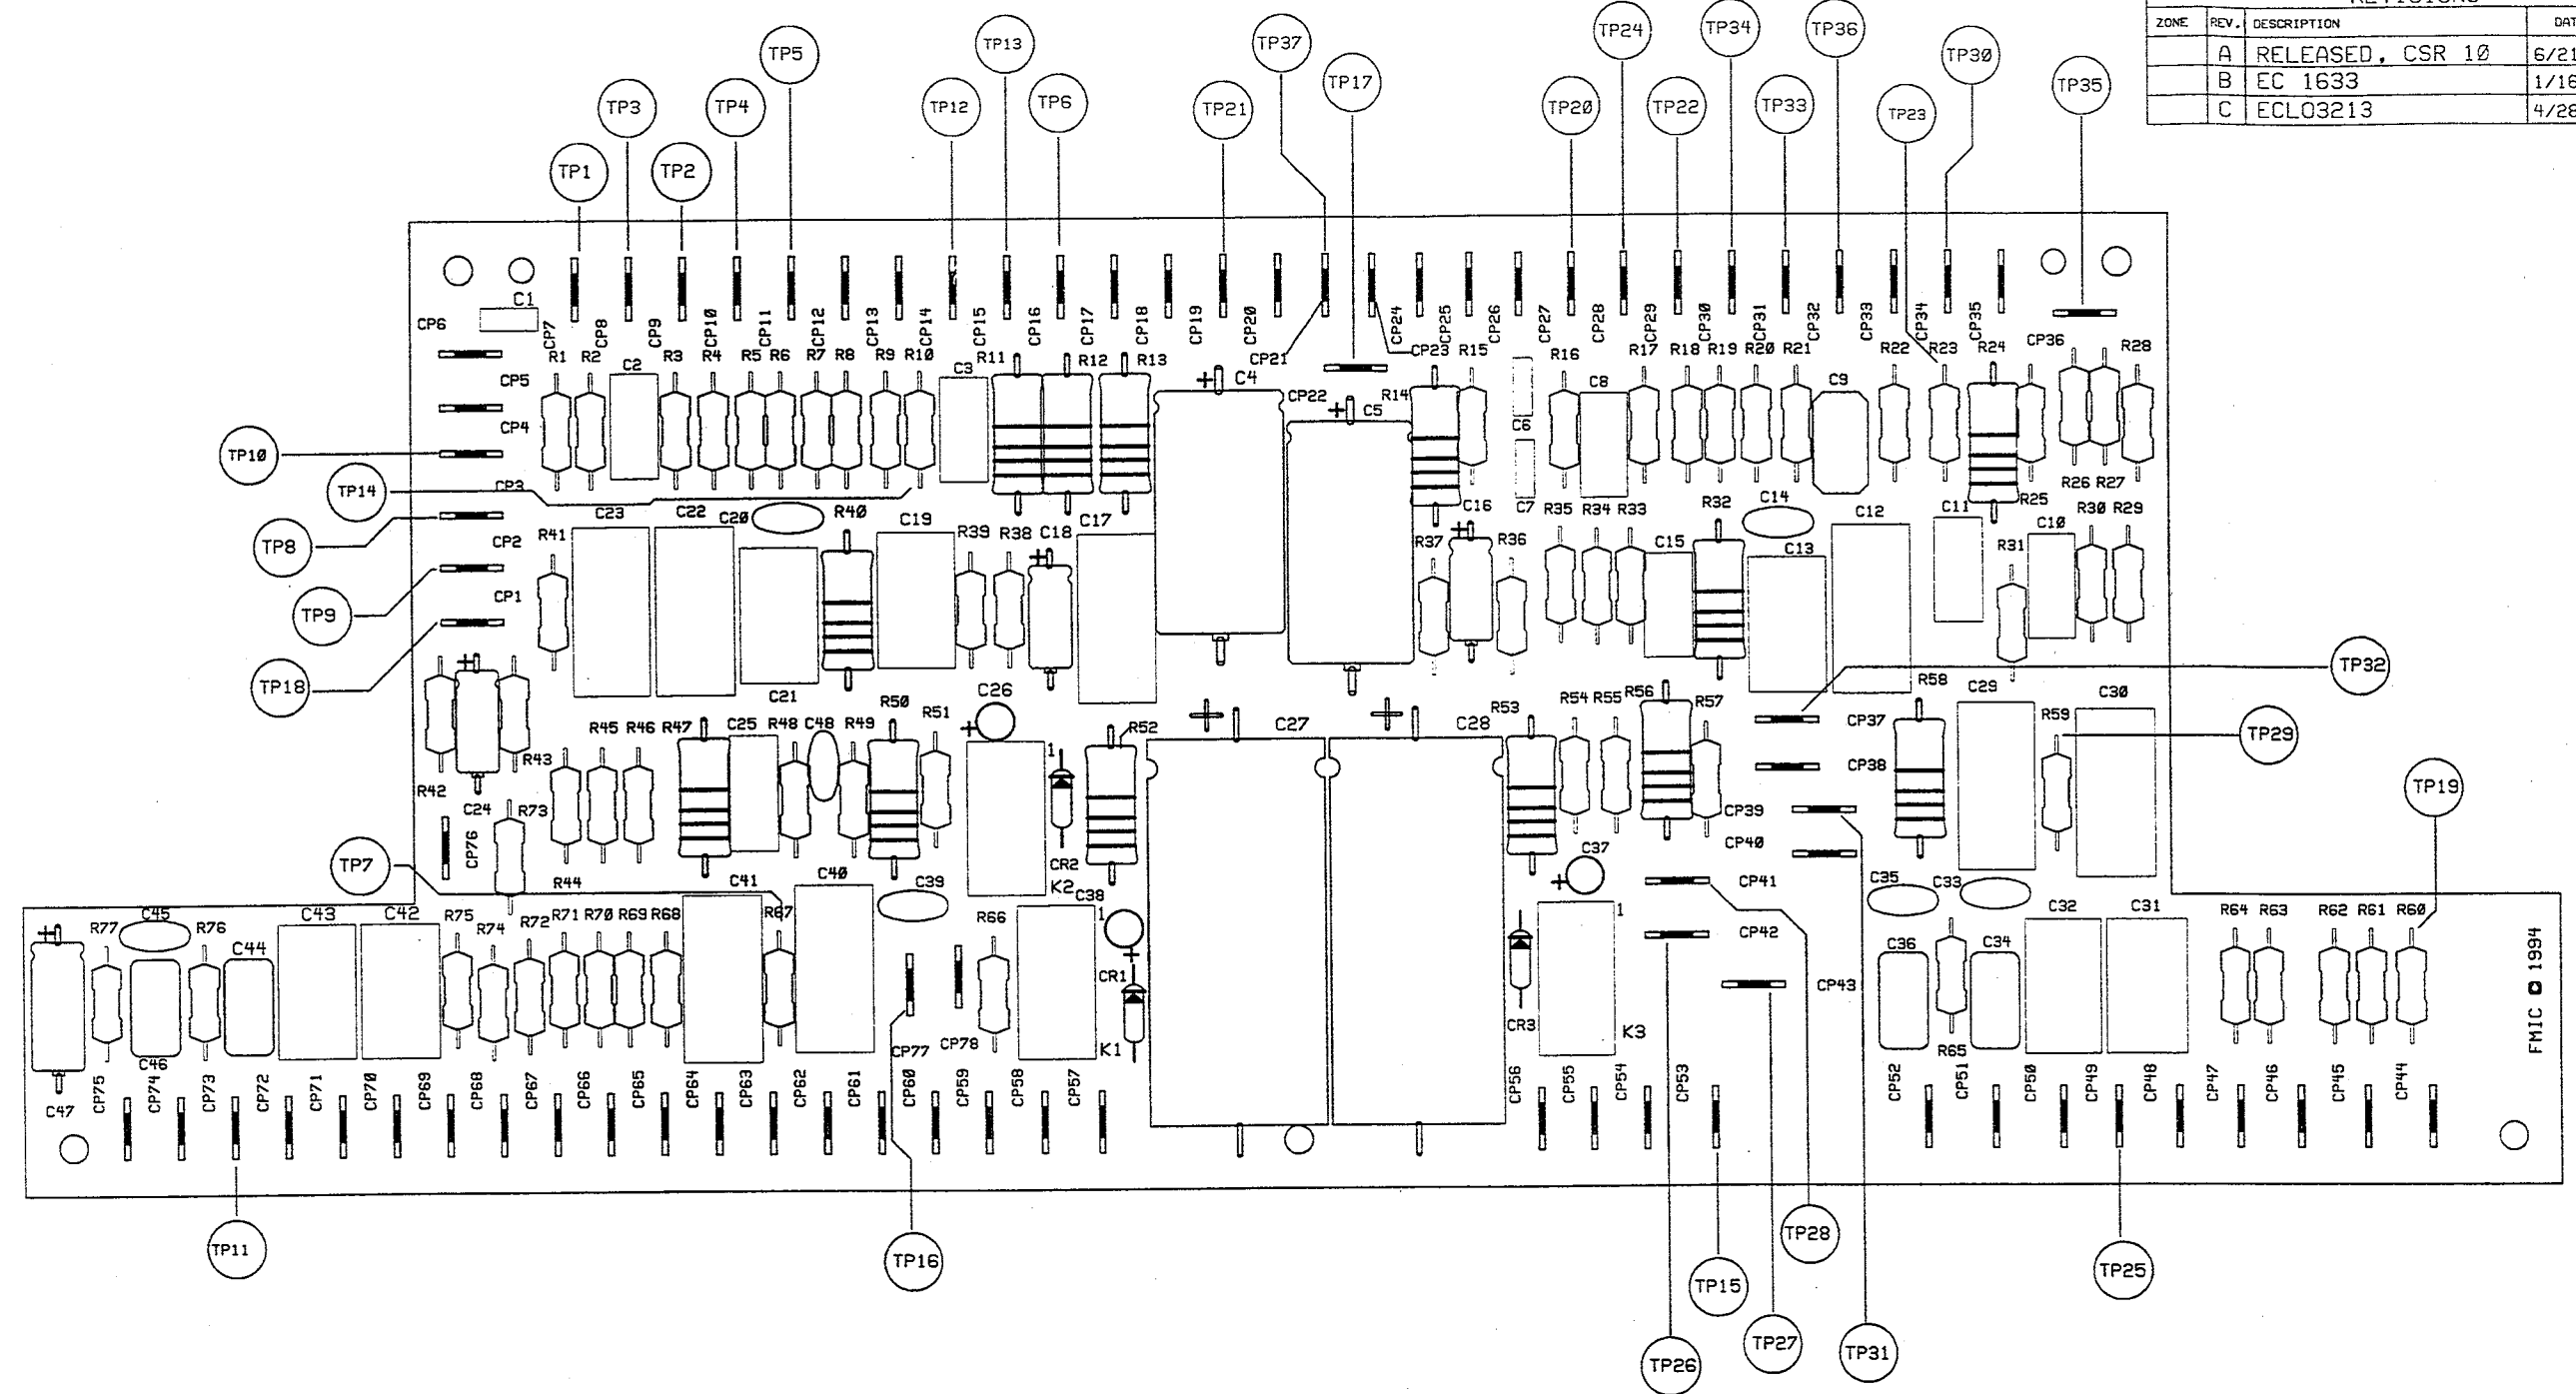 REVISIONS
ZONE REV. DESCRIPTION DAT
A RELEASED, CSR 10 6/21
B EC 1633 1/16
C ECLO3213 4/28
TP24 TP34 TP36
TP13 TP37 TP30
TP5 TP17 TP35
TP3 TP4 TP12 TP6 TP21 TP20 TP22 TP33 TP23
TP1 TP2
C1
CP6 CP7 CP8 CP9 CP10 CP11 CP12 CP13 CP14 CP15 CP16 CP17 CP18 CP19 CP20 CP24 CP25 CP26 CP27 CP28 CP29 CP30 CP31 CP32 CP33 CP34 CP35 CP36
CP21 CP23
R1 R2 C2 R3 R4 R5 R6 R7 R8 R9 R10 C3 R11 R12 R13 C4 R15 R16 R17 R18 R19 R20 R21 R22 R23 R24 R28
CP5 CP22 R14 C5 C8 C9
CP4 C6
TP10
TP14 CP3 R25 R26 R27
C23 C22 C20 R40 C19 C18 C17 C16 C7 R35 R34 R33 R32 C14 C12 C11 C10 R30 R29
TP8 CP2 R41 R39 R38 R37 R36 C15 C13 R31
TP9 CP1
TP18 TP32
C21 C26 R58 C29 C30
R45 R46 R47 C25 R48 C48 R49 R50 R51 R52 C27 C28 R53 R54 R55 R56 R57 CP37 R59 TP29
R43 1 CP38
R42 C24 R73 CP39 TP19
CP76 CP40
TP7 R44 C41 C40 C39 CR2 K2 C38 C37 CP41 C35 C33
R77 C45 R76 C43 C42 R75 R74 R72 R71 R70 R69 R68 R67 R66 1 1 CP42 C32 C31 R64 R63 R62 R61 R60
C44 C36 C34
CR1 CP43
CR3 K3
C46 CP77 CP78 K1 R65
C47 CP75 CP74 CP73 CP72 CP71 CP70 CP69 CP68 CP67 CP66 CP65 CP64 CP63 CP62 CP61 CP60 CP59 CP58 CP57 CP56 CP55 CP54 CP53 CP52 CP51 CP50 CP49 CP48 CP47 CP46 CP45 CP44
FMIC © 1994
TP11 TP16 TP28 TP25
TP15
TP26 TP27 TP31